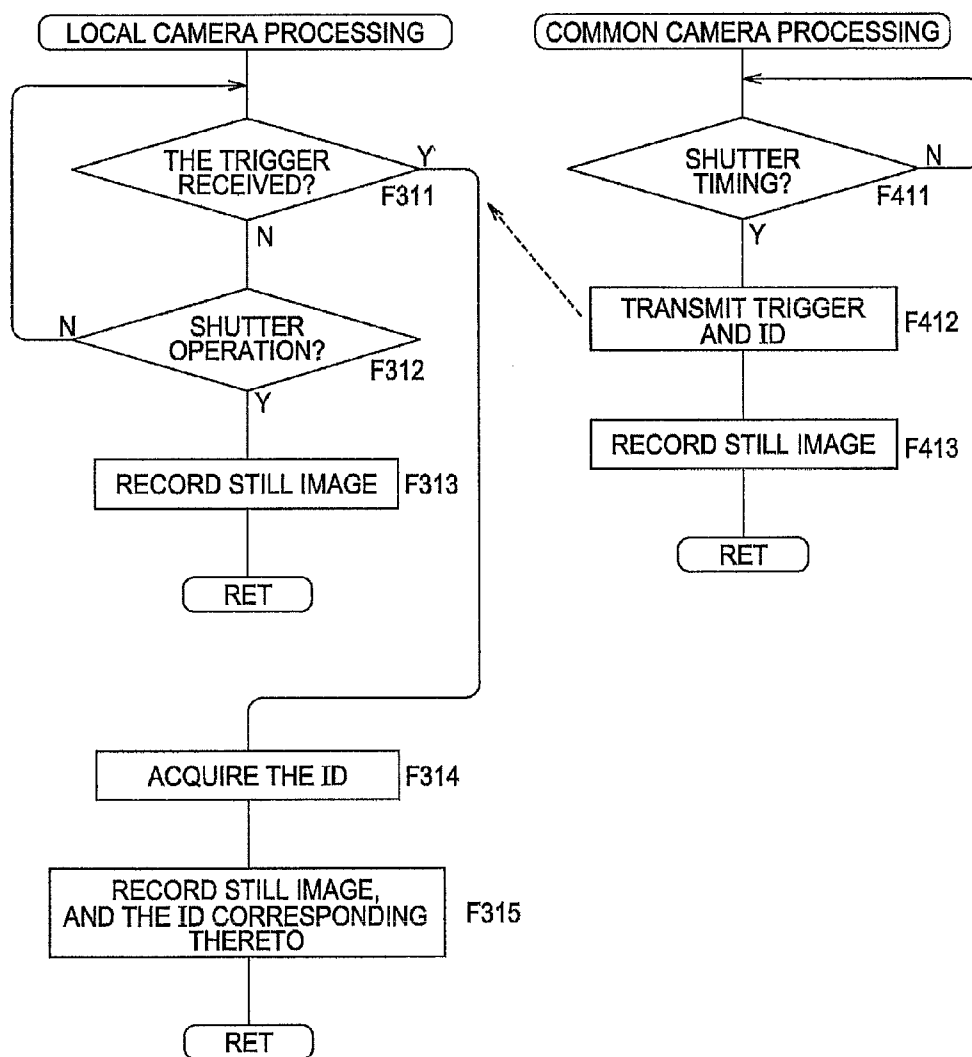 LOCAL CAMERA PROCESSING
THE TRIGGER
RECEIVED?
Y
F311
N
SHUTTER
OPERATION?
N
F312
Y
RECORD STILL IMAGE
F313
RET
ACQUIRE THE ID
F314
RECORD STILL IMAGE,
AND THE ID CORRESPONDING
THERETO
F315
RET
COMMON CAMERA PROCESSING
SHUTTER
TIMING?
N
F411
Y
TRANSMIT TRIGGER
AND ID
F412
RECORD STILL IMAGE
F413
RET